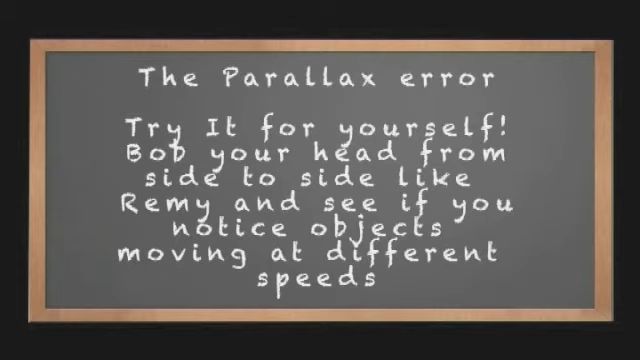 The Parallax error
Try It for yourself!
Bob your head from
side to side like
Remy and see if you
notice objects
moving at different
speeds